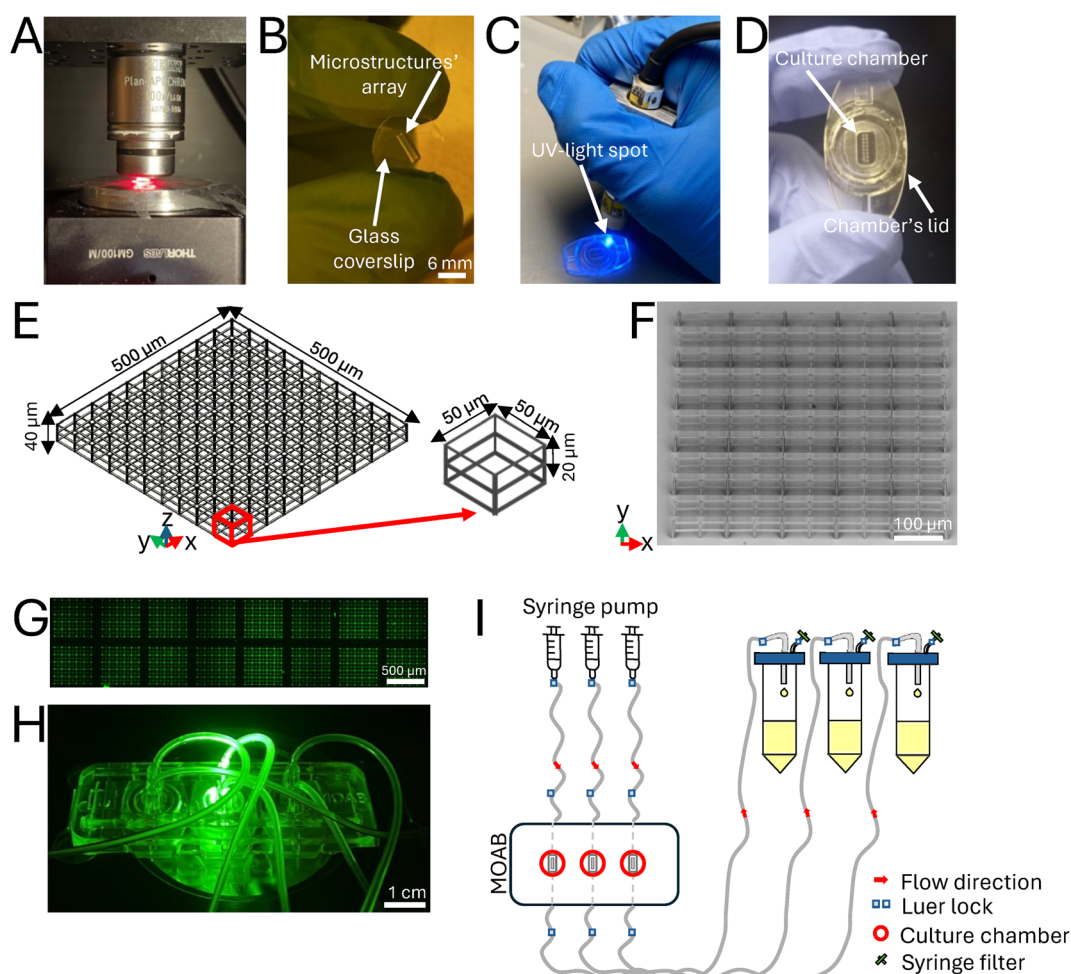 A
B
C
D
Plan-APOCHRO
Microstructures'
array
Glass
coverslip
6 mm
UV-light spot
Culture chamber
Chamber's lid
THORLABS
GM100/M
E
500 µm
500 µm
40 µm
50 µm
50 µm
20 µm
z
y
x
F
y
x
100 µm
G
500 µm
H
MOAB
1 cm
I
Syringe pump
MOAB
Flow direction
Luer lock
Culture chamber
Syringe filter